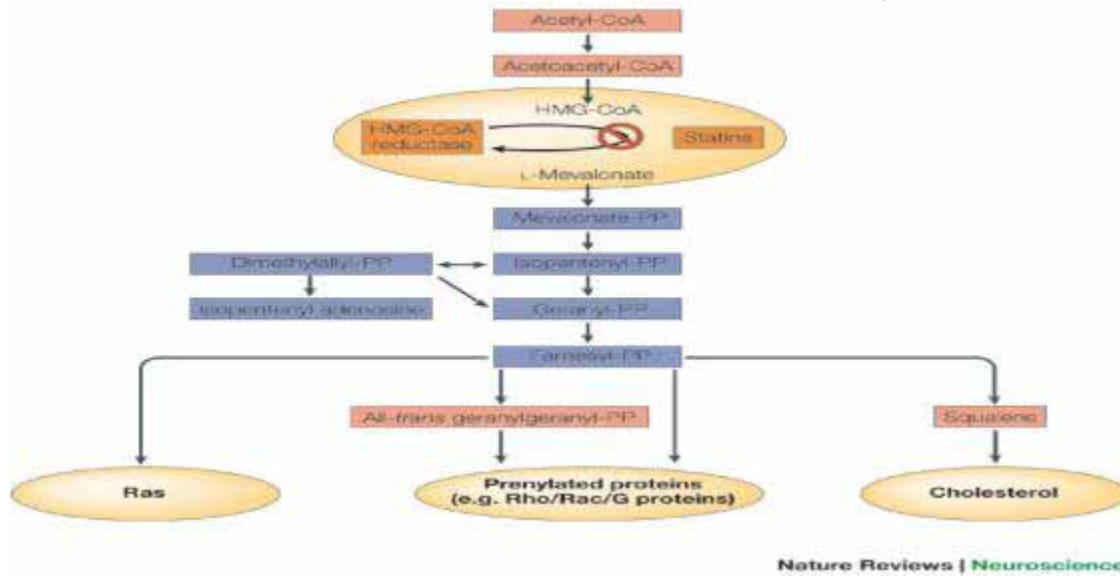 Acetyl-CoA
Acetoacetyl-CoA
HMG-CoA
HMG-CoA
reductase
Statins
L-Mevalonate
Mevalonate-PP
Dimethylallyl-PP
Isopentenyl-PP
Isopentenyl adenosine
Geranyl-PP
Farnesyl-PP
All-trans geranylgeranyl-PP
Squalene
Ras
Prenylated proteins
(e.g. Rho/Rac/G proteins)
Cholesterol
Nature Reviews | Neuroscience